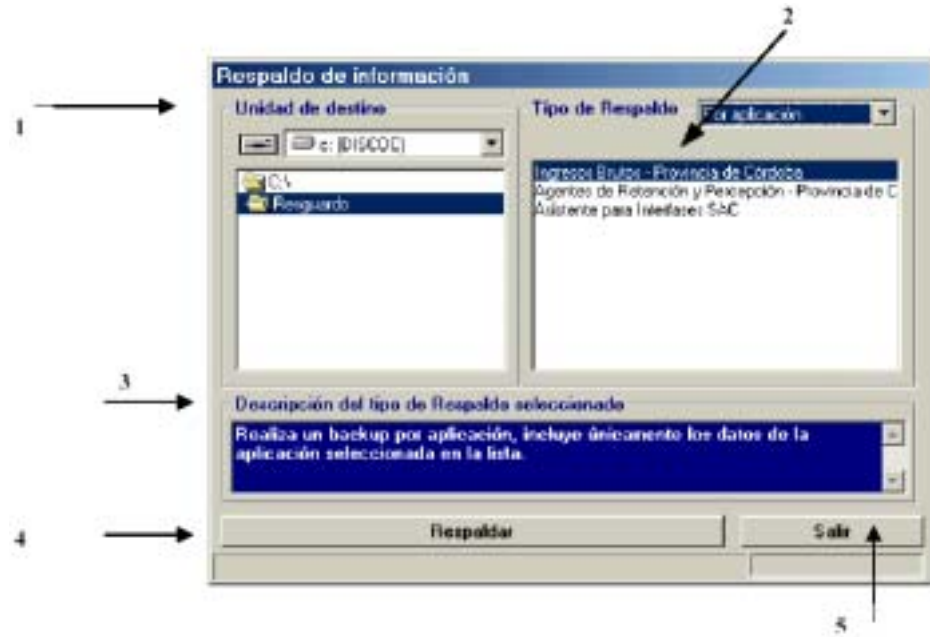 2
Respaldo de información
1
Unidad de destino
Tipo de Respaldo
Por aplicación
c: [DISCOC]
C:\
Resguardo
Ingresos Brutos - Provincia de Córdoba
Agentes de Retención y Percepción - Provincia de C
Asistente para Interfases SAC
3
Descripción del tipo de Respaldo seleccionado
Realiza un backup por aplicación, incluye únicamente los datos de la
aplicación seleccionada en la lista.
4
Respaldar
Salir
5